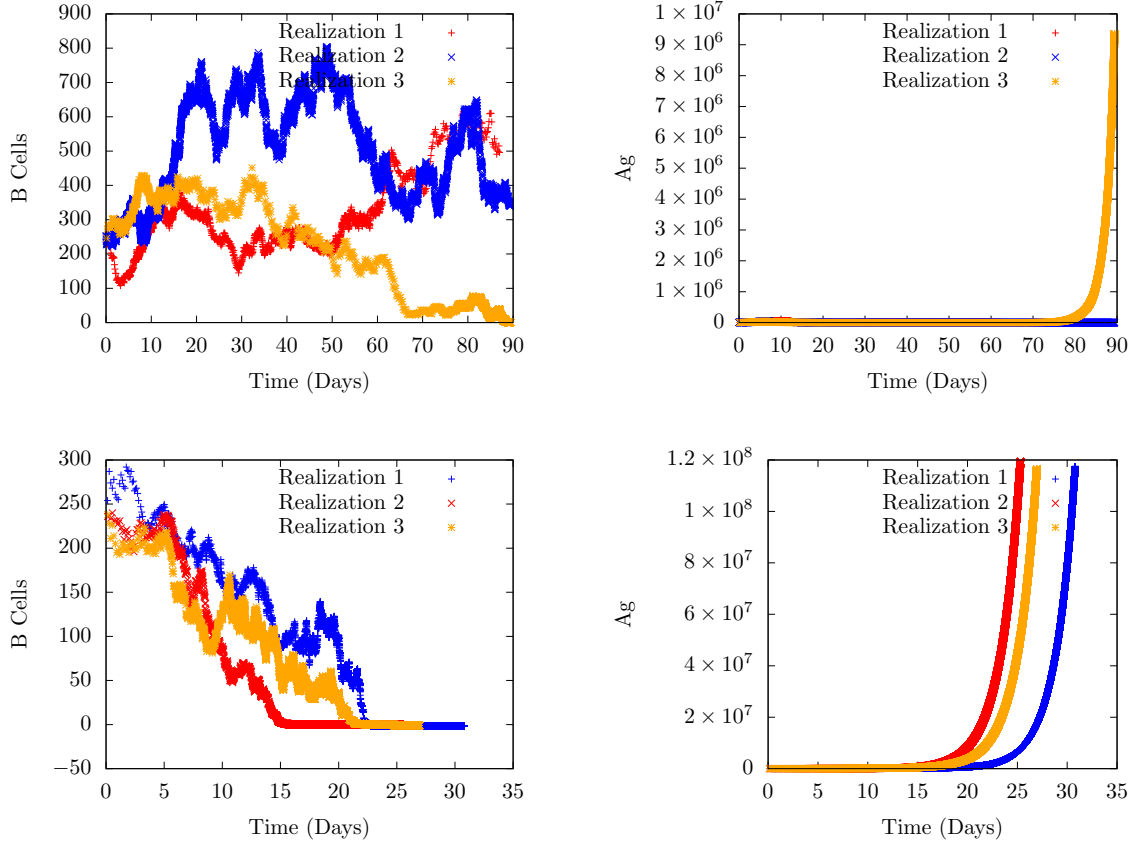 900
800
700
600
500
400
300
200
100
0
0 10 20 30 40 50 60 70 80 90
B Cells
Time (Days)
Realization 1
Realization 2
Realization 3
1 × 10^7
9 × 10^6
8 × 10^6
7 × 10^6
6 × 10^6
5 × 10^6
4 × 10^6
3 × 10^6
2 × 10^6
1 × 10^6
0
0 10 20 30 40 50 60 70 80 90
Ag
Time (Days)
Realization 1
Realization 2
Realization 3
300
250
200
150
100
50
0
−50
0 5 10 15 20 25 30 35
B Cells
Time (Days)
Realization 1
Realization 2
Realization 3
1.2 × 10^8
1 × 10^8
8 × 10^7
6 × 10^7
4 × 10^7
2 × 10^7
0
0 5 10 15 20 25 30 35
Ag
Time (Days)
Realization 1
Realization 2
Realization 3